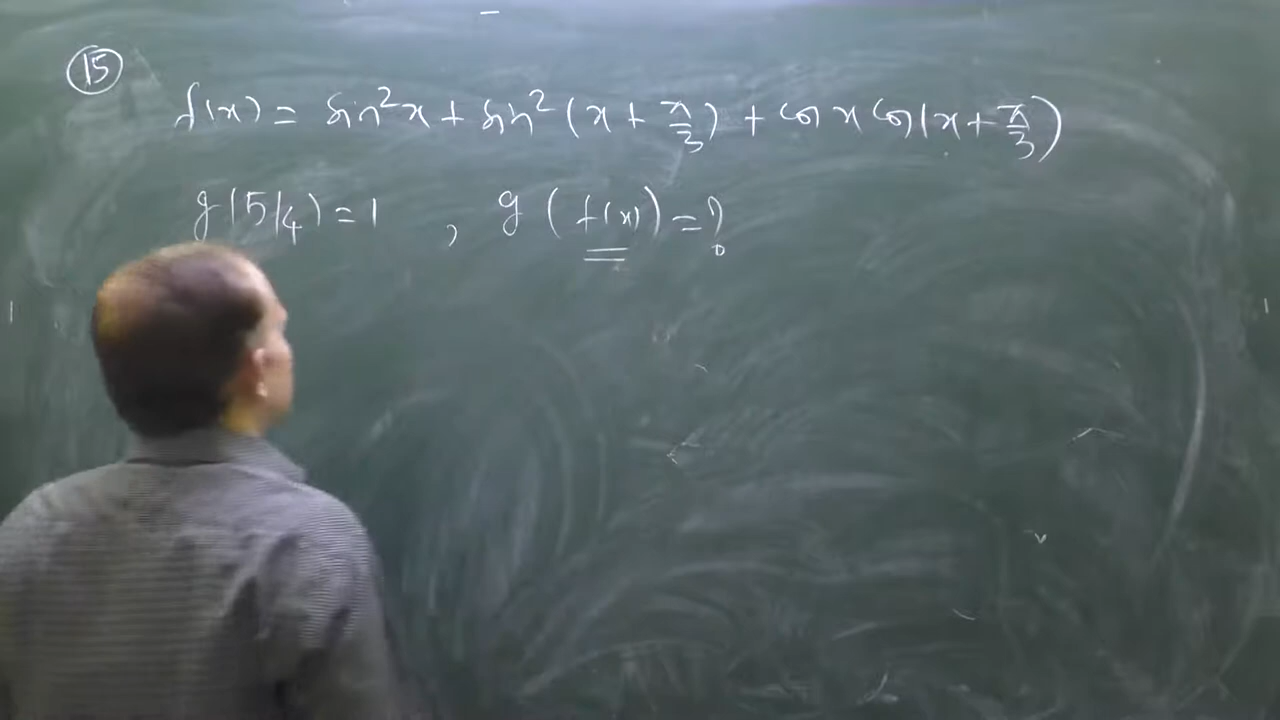 15
f(x) = sin²x + sin²(x + π/3) + cos x cos(x + π/3)
g(5/4) = 1 , g(f(x)) = ?